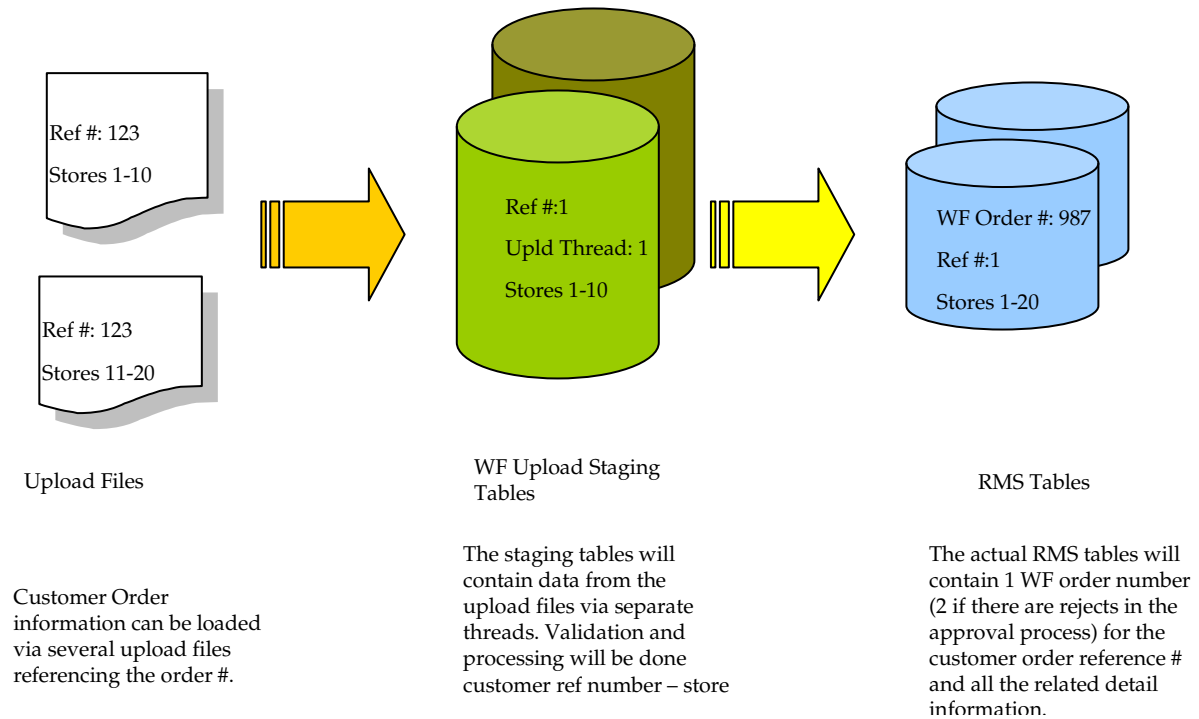 Ref #: 123
Stores 1-10
Ref #: 123
Stores 11-20
Ref #:1
Upld Thread: 1
Stores 1-10
WF Order #: 987
Ref #:1
Stores 1-20
Upload Files
WF Upload Staging
Tables
RMS Tables
Customer Order
information can be loaded
via several upload files
referencing the order #.
The staging tables will
contain data from the
upload files via separate
threads. Validation and
processing will be done
customer ref number – store
The actual RMS tables will
contain 1 WF order number
(2 if there are rejects in the
approval process) for the
customer order reference #
and all the related detail
information.